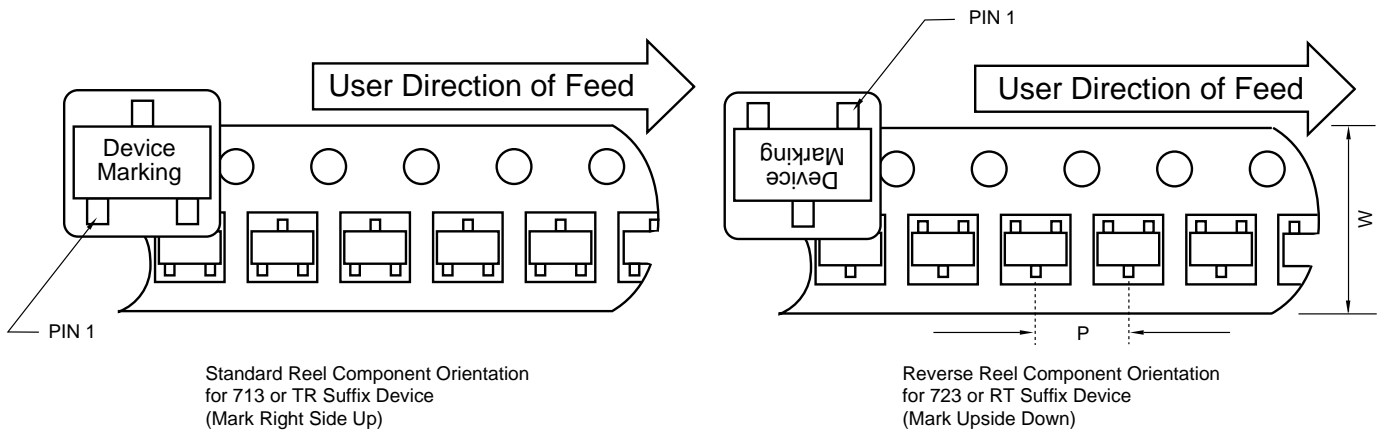 PIN 1
User Direction of Feed
Device
Marking
PIN 1
Standard Reel Component Orientation
for 713 or TR Suffix Device
(Mark Right Side Up)
User Direction of Feed
Device
Marking
W
P
Reverse Reel Component Orientation
for 723 or RT Suffix Device
(Mark Upside Down)